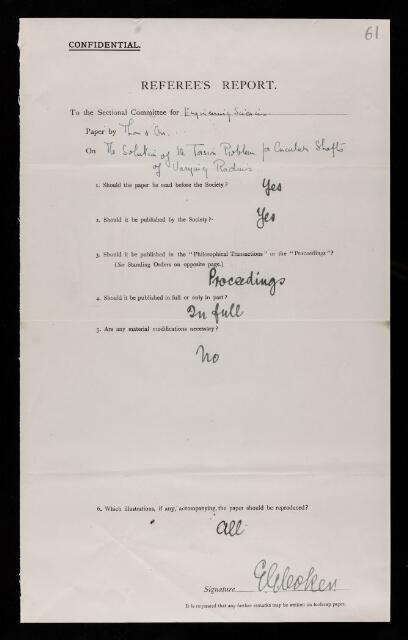 61
CONFIDENTIAL.
REFEREE'S REPORT.
To the Sectional Committee for Engineering Sciences
Paper by Thom & Orr.
On The Solution of the Torsion Problem for Circular Shafts
of Varying Radius
1. Should the paper be read before the Society?
Yes
2. Should it be published by the Society?
Yes
3. Should it be published in the "Philosophical Transactions" or the "Proceedings"?
(See Standing Orders on opposite page.)
Proceedings
4. Should it be published in full or only in part?
In full
5. Are any material modifications necessary?
No
6. Which illustrations, if any, accompanying the paper should be reproduced?
All
Signature E G Coker
It is requested that any further remarks may be written on foolscap paper.